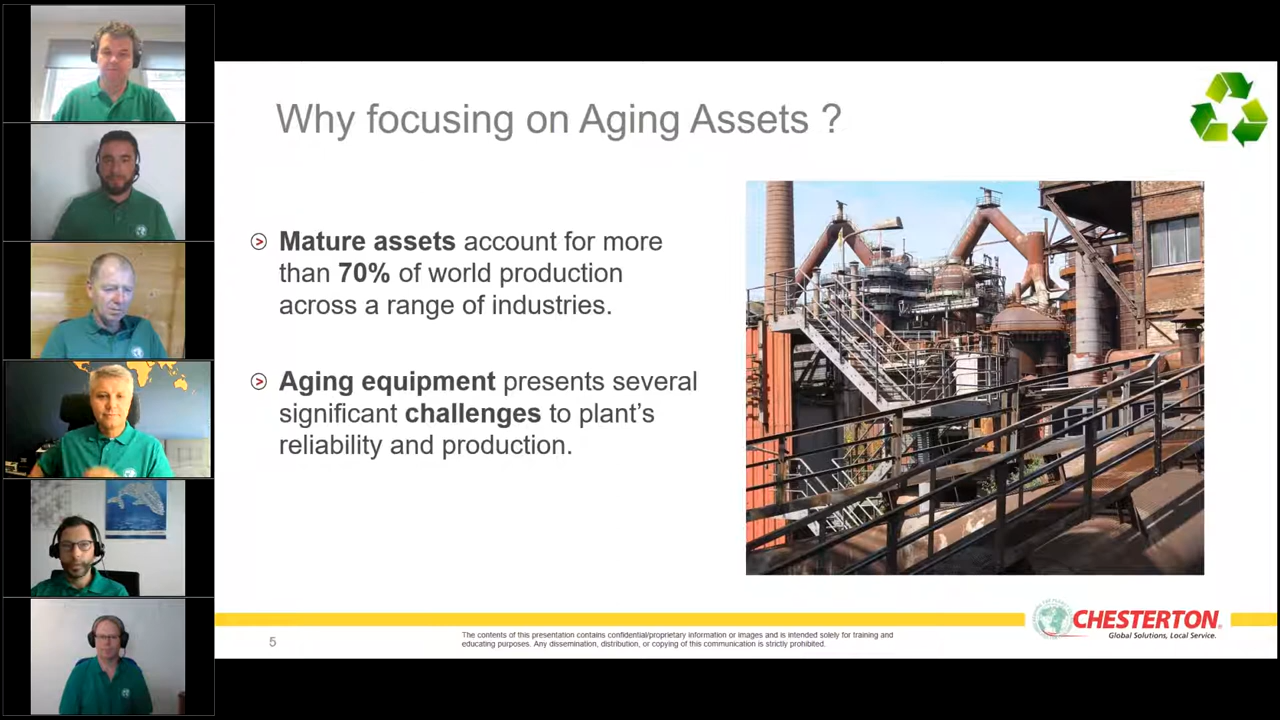 Why focusing on Aging Assets ?
Mature assets account for more
than 70% of world production
across a range of industries.
Aging equipment presents several
significant challenges to plant’s
reliability and production.
CHESTERTON®
Global Solutions, Local Service.
5
The contents of this presentation contains confidential/proprietary information or images and is intended solely for training and
educating purposes. Any dissemination, distribution, or copying of this communication is strictly prohibited.